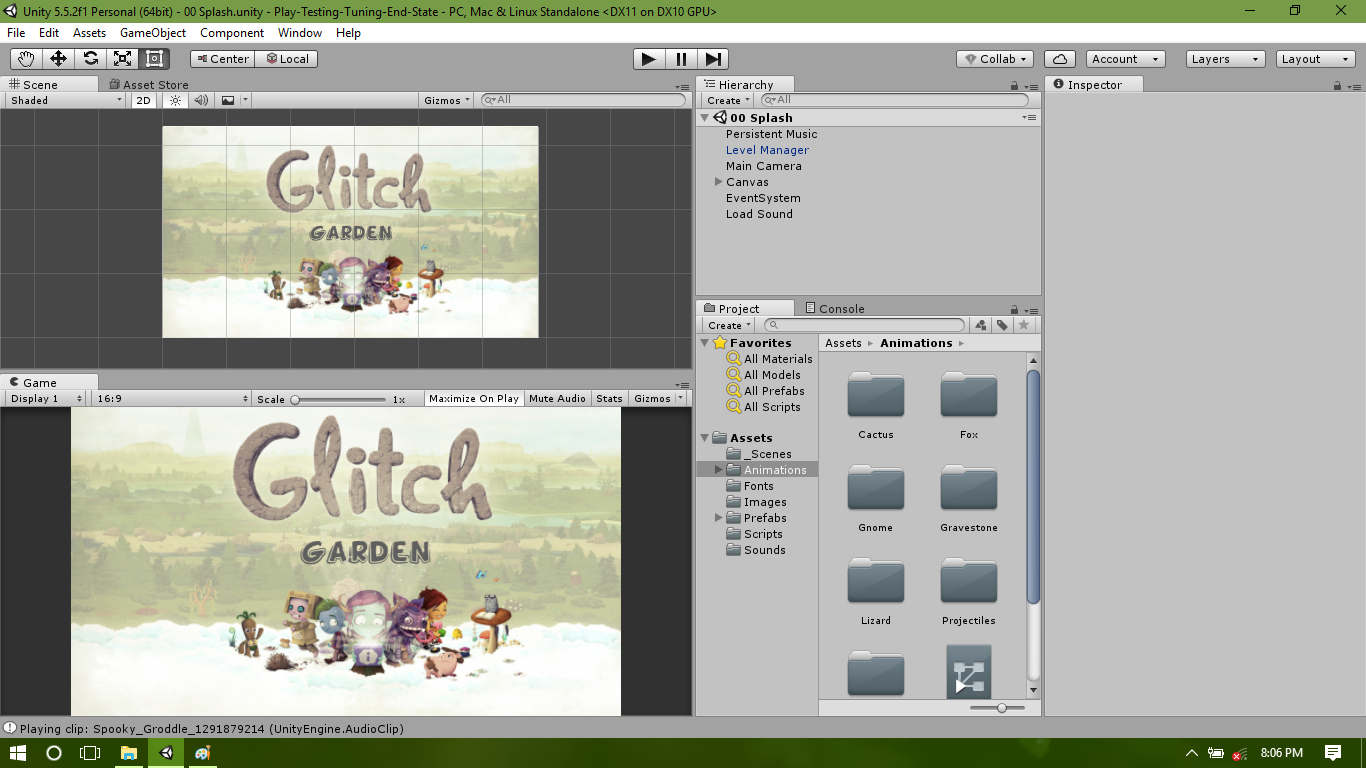 Unity 5.5.2f1 Personal (64bit) - 00 Splash.unity - Play-Testing-Tuning-End-State - PC, Mac & Linux Standalone <DX11 on DX10 GPU>
File Edit Assets GameObject Component Window Help
Center Local Collab Account Layers Layout
Scene Asset Store
Shaded 2D Gizmos All
Glitch
GARDEN
Game
Display 1 16:9 Scale 1x Maximize On Play Mute Audio Stats Gizmos
Glitch
GARDEN
Hierarchy
Create All
00 Splash
Persistent Music
Level Manager
Main Camera
Canvas
EventSystem
Load Sound
Project Console
Create
Favorites
All Materials
All Models
All Prefabs
All Scripts
Assets
_Scenes
Animations
Fonts
Images
Prefabs
Scripts
Sounds
Assets Animations
Cactus Fox
Gnome Gravestone
Lizard Projectiles
Inspector
Playing clip: Spooky_Groddle_1291879214 (UnityEngine.AudioClip)
8:06 PM